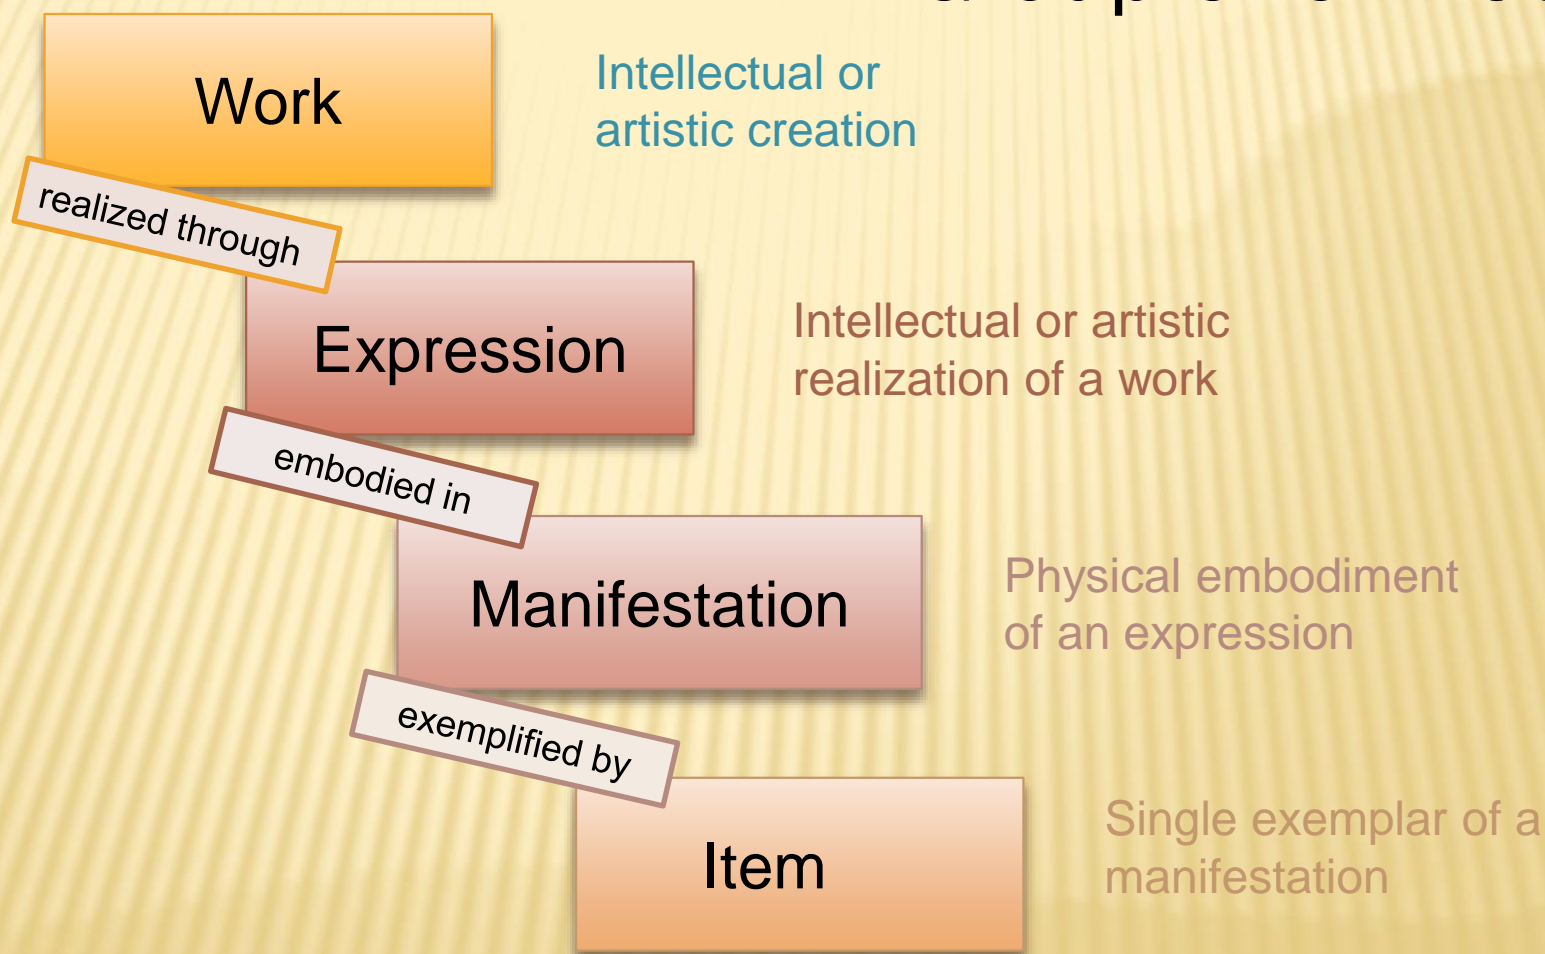 Work
Intellectual or
artistic creation
realized through
Expression
Intellectual or artistic
realization of a work
embodied in
Manifestation
Physical embodiment
of an expression
exemplified by
Item
Single exemplar of a
manifestation